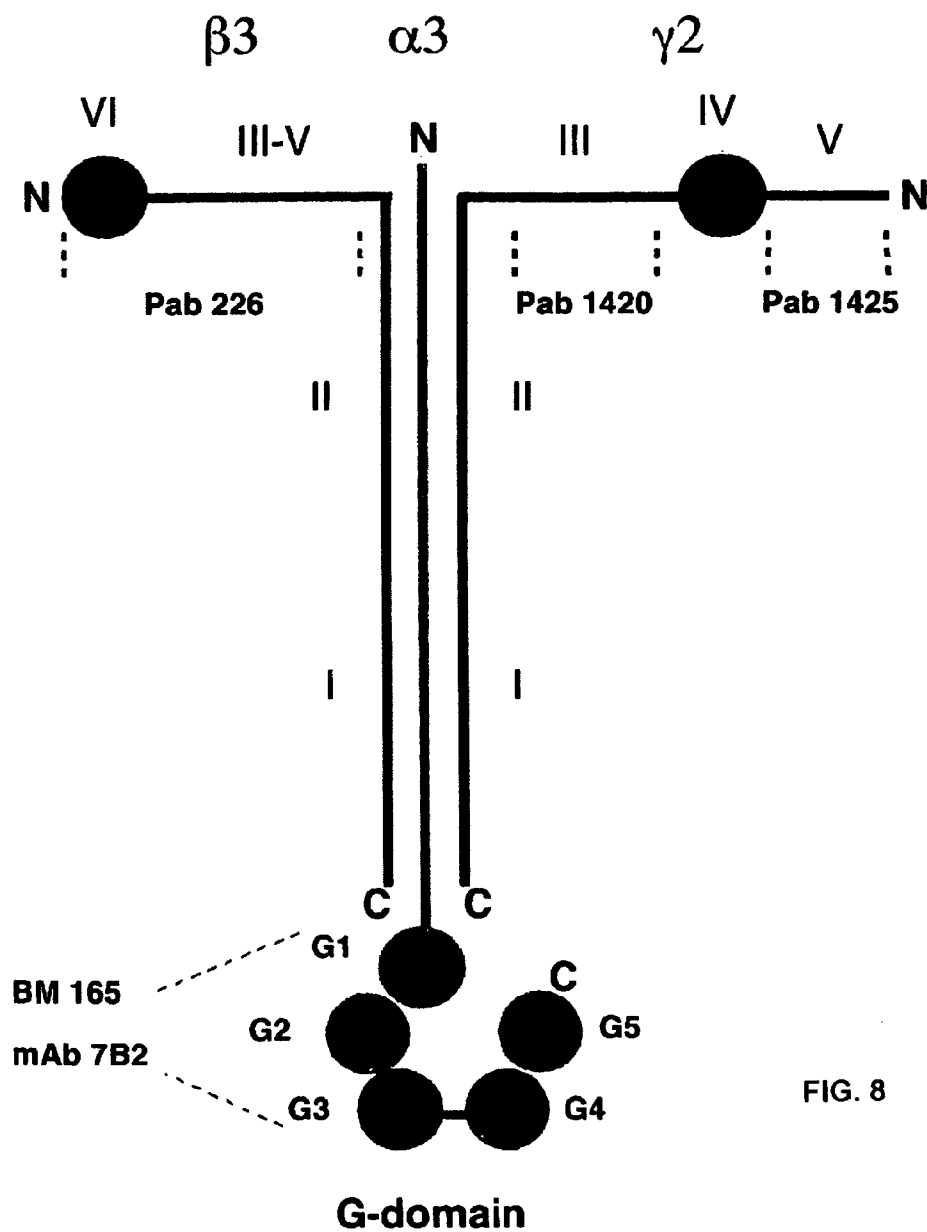 β3 α3 γ2
VI III-V N III IV V
N N
Pab 226 Pab 1420 Pab 1425
II II
I I
C C
G1
C
BM 165
G2 G5
mAb 7B2
G3 G4
FIG. 8
G-domain